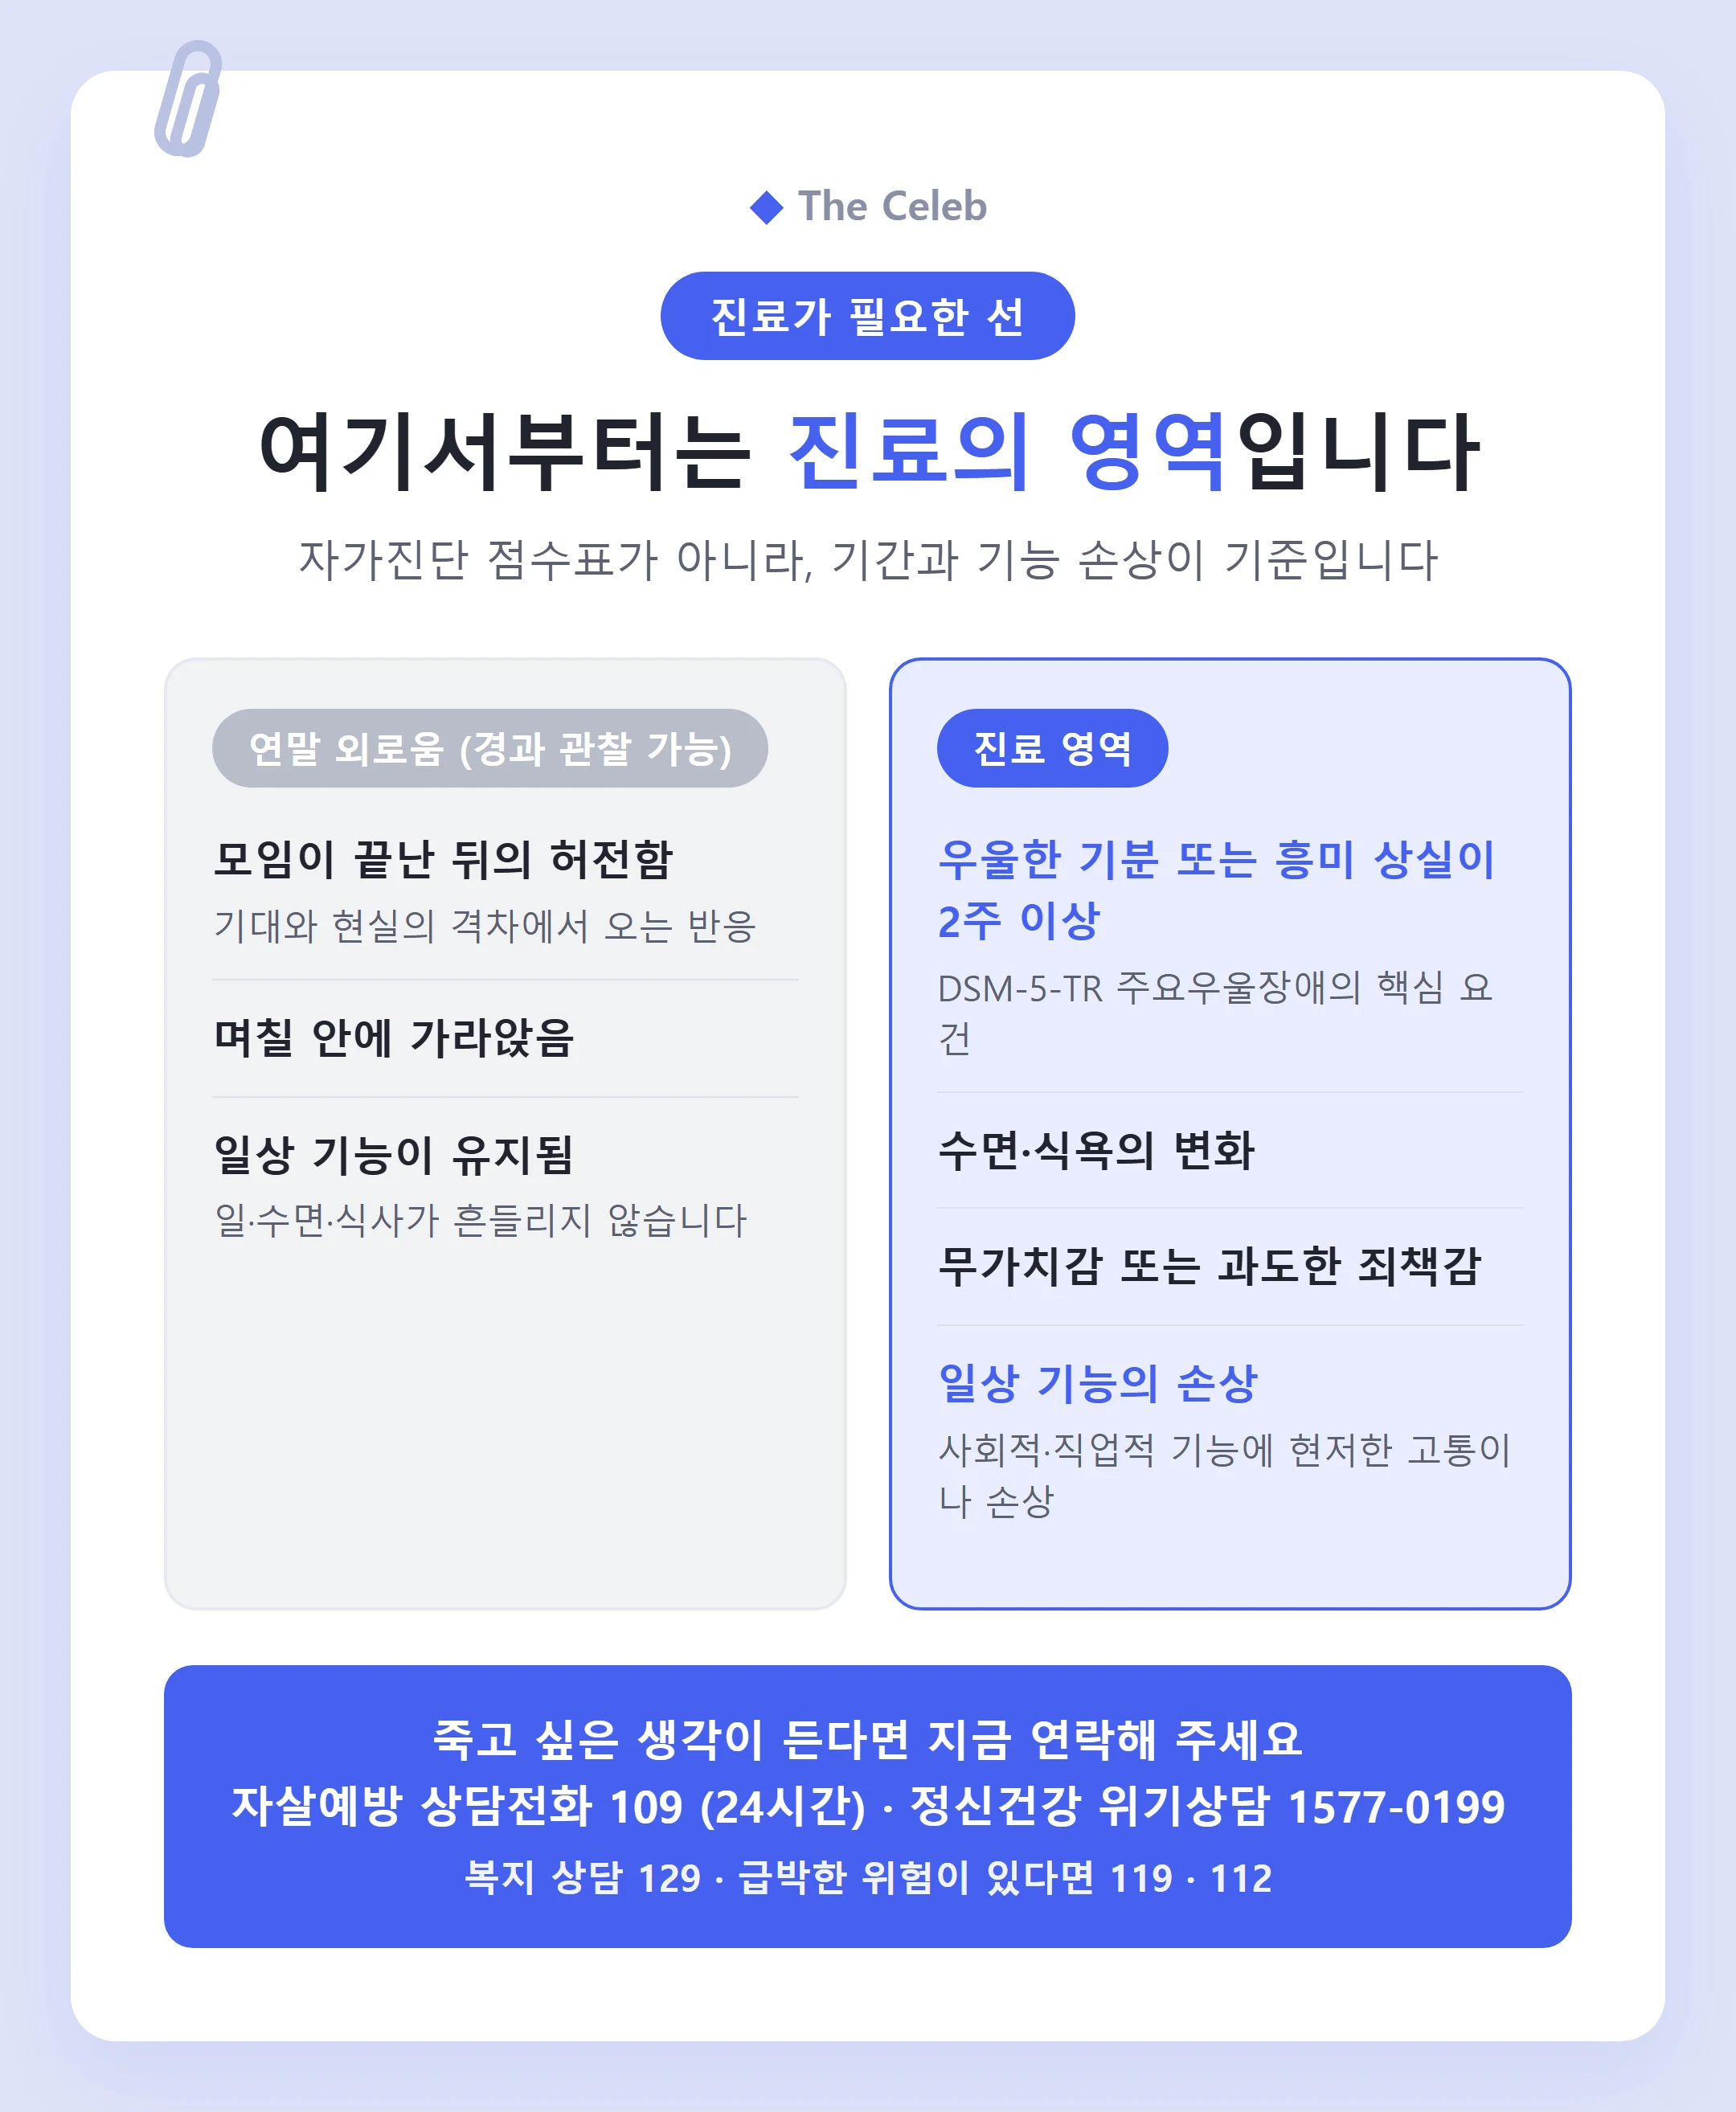 The Celeb
진료가 필요한 선
여기서부터는 진료의 영역입니다
자가진단 점수표가 아니라, 기간과 기능 손상이 기준입니다
연말 외로움 (경과 관찰 가능)
모임이 끝난 뒤의 허전함
기대와 현실의 격차에서 오는 반응
며칠 안에 가라앉음
일상 기능이 유지됨
일·수면·식사가 흔들리지 않습니다
진료 영역
우울한 기분 또는 흥미 상실이
2주 이상
DSM-5-TR 주요우울장애의 핵심 요
건
수면·식욕의 변화
무가치감 또는 과도한 죄책감
일상 기능의 손상
사회적·직업적 기능에 현저한 고통이
나 손상
죽고 싶은 생각이 든다면 지금 연락해 주세요
자살예방 상담전화 109 (24시간) · 정신건강 위기상담 1577-0199
복지 상담 129 · 급박한 위험이 있다면 119 · 112